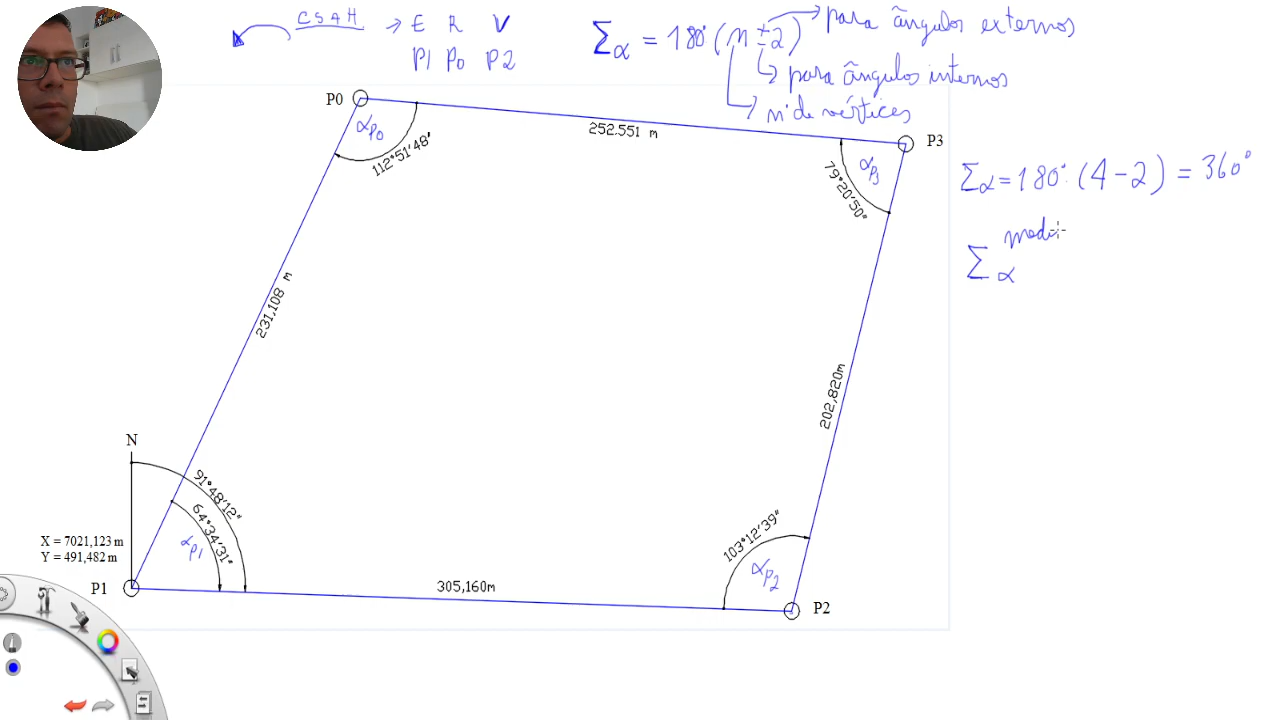 CSAH → E R V
P1 P0 P2
Σα = 180° (n ± 2) → para ângulos externos
→ para ângulos internos
→ nº de vértices
P0
αP0
112°51'48"
252.551 m
P3
αP3
79°20'50"
Σα = 180° · (4 - 2) = 360°
Σα med
231,108 m
202,820m
N
91°48'12"
64°34'31"
αP1
X = 7021,123 m
Y = 491,482 m
P1
305,160m
103°12'39"
αP2
P2